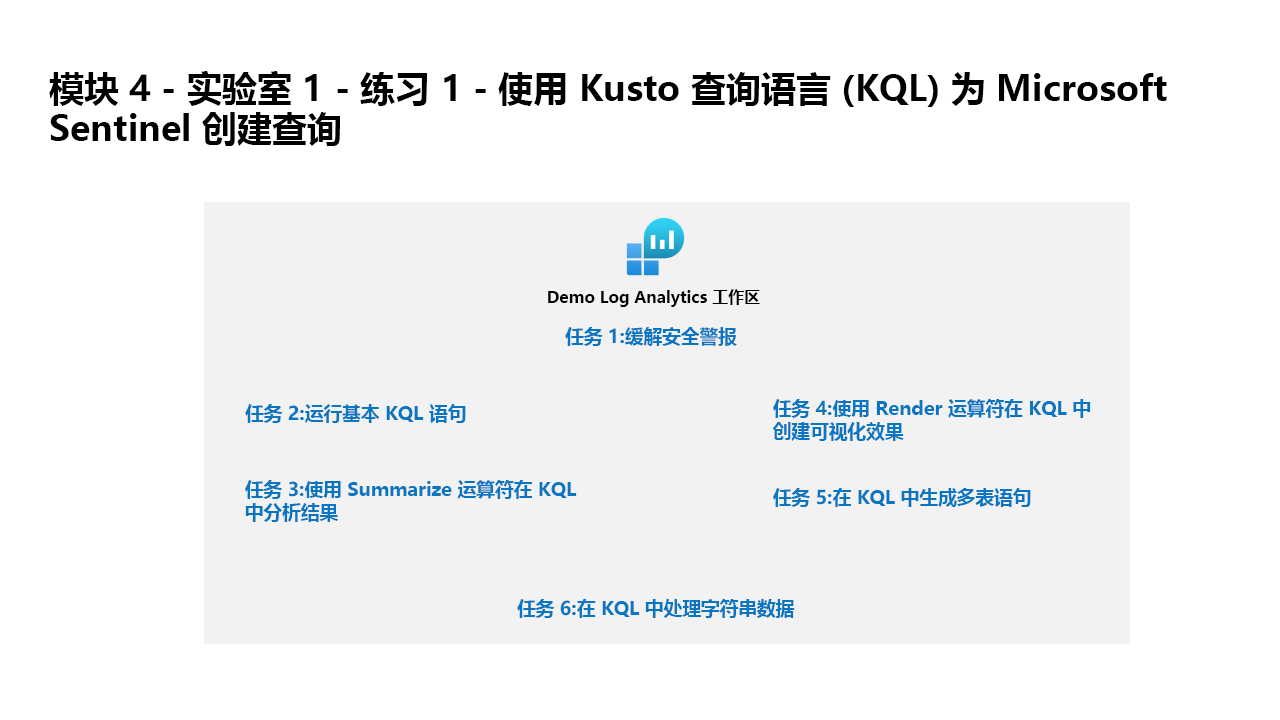 模块 4 - 实验室 1 - 练习 1 - 使用 Kusto 查询语言 (KQL) 为 Microsoft
Sentinel 创建查询
Demo Log Analytics 工作区
任务 1:缓解安全警报
任务 2:运行基本 KQL 语句
任务 3:使用 Summarize 运算符在 KQL
中分析结果
任务 4:使用 Render 运算符在 KQL 中
创建可视化效果
任务 5:在 KQL 中生成多表语句
任务 6:在 KQL 中处理字符串数据